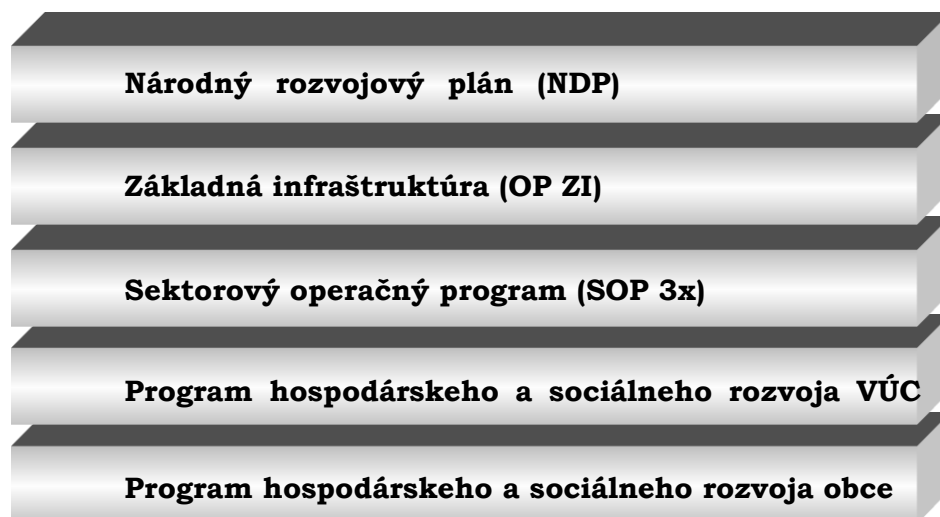 Národný rozvojový plán (NDP)
Základná infraštruktúra (OP ZI)
Sektorový operačný program (SOP 3x)
Program hospodárskeho a sociálneho rozvoja VÚC
Program hospodárskeho a sociálneho rozvoja obce